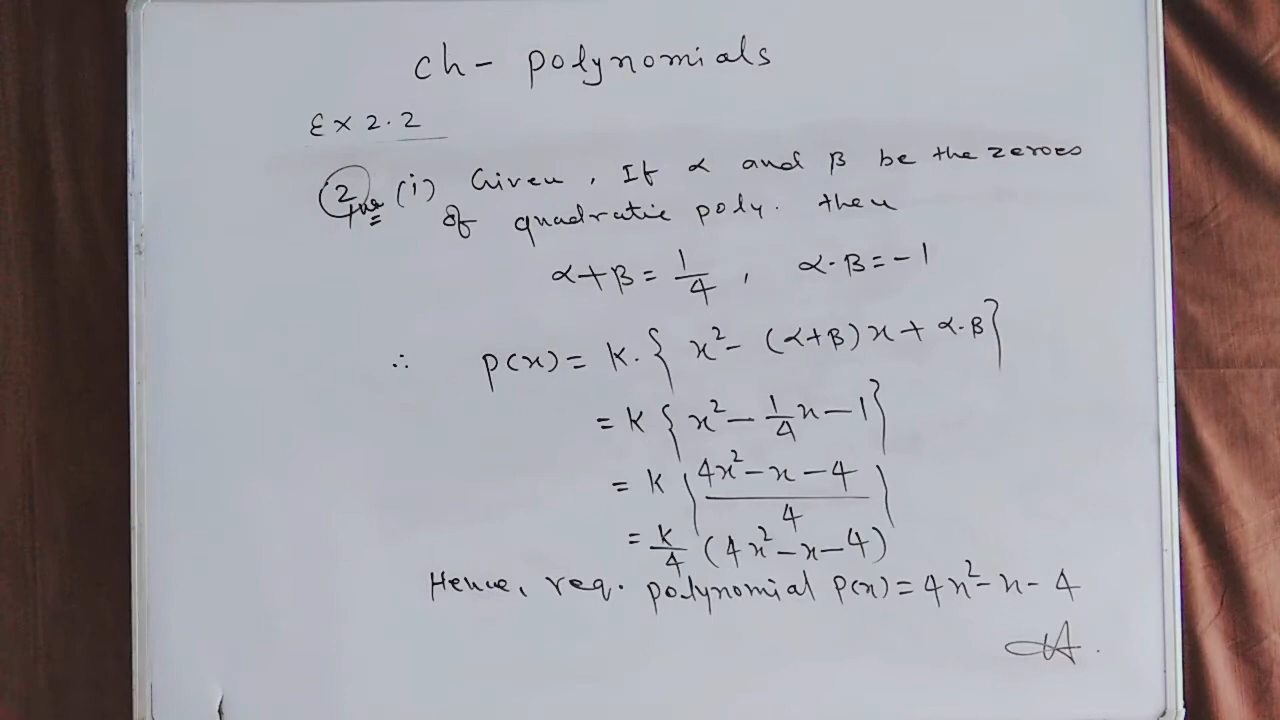 ch- polynomials
Ex 2.2
2 (i) Given, If α and β be the zeroes
of quadratic poly. then
α+β = 1/4, α·β = -1
∴ p(x) = K·{x² - (α+β)x + α·β}
= K {x² - 1/4x - 1}
= K {4x² - x - 4 / 4}
= K/4 (4x² - x - 4)
Hence, req. polynomial P(x) = 4x² - x - 4